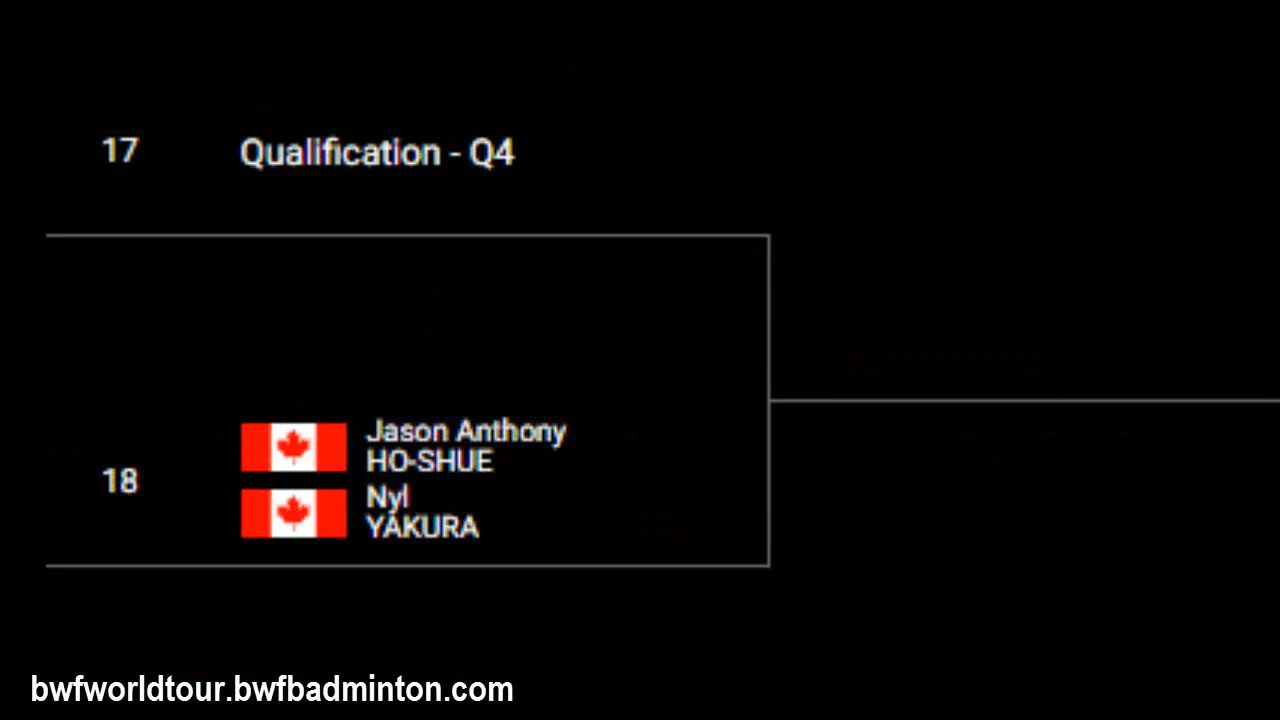 17
Qualification - Q4
Jason Anthony
HO-SHUE
18
Nyl
YAKURA
bwfworldtour.bwfbadminton.com